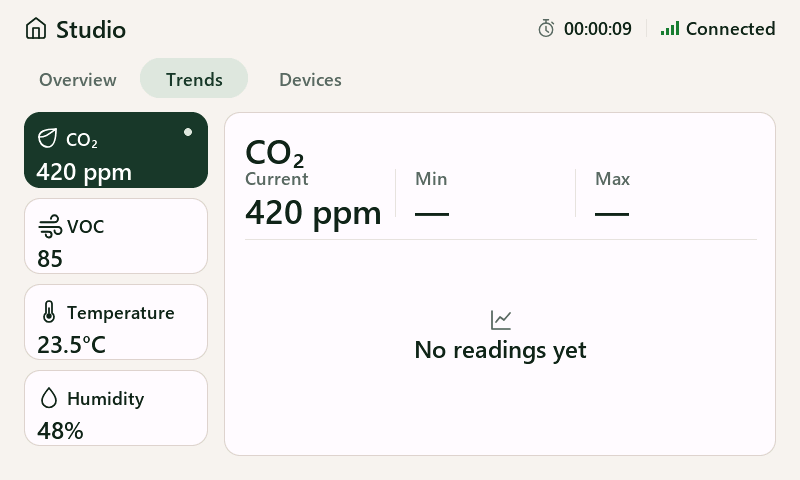 Studio
00:00:09
Connected
Overview
Trends
Devices
CO₂
420 ppm
VOC
85
Temperature
23.5°C
Humidity
48%
CO₂
Current
Min
Max
420 ppm
—
—
No readings yet